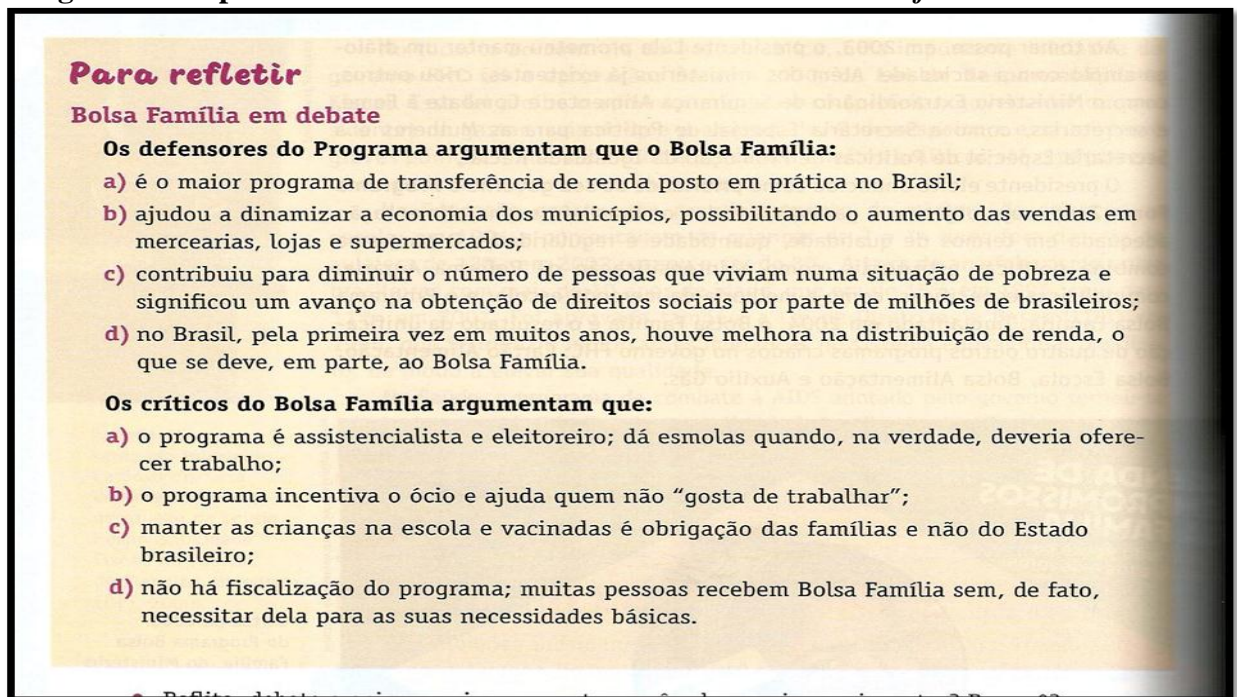 Para refletir
Bolsa Família em debate
Os defensores do Programa argumentam que o Bolsa Família:
a) é o maior programa de transferência de renda posto em prática no Brasil;
b) ajudou a dinamizar a economia dos municípios, possibilitando o aumento das vendas em
mercearias, lojas e supermercados;
c) contribuiu para diminuir o número de pessoas que viviam numa situação de pobreza e
significou um avanço na obtenção de direitos sociais por parte de milhões de brasileiros;
d) no Brasil, pela primeira vez em muitos anos, houve melhora na distribuição de renda, o
que se deve, em parte, ao Bolsa Família.
Os críticos do Bolsa Família argumentam que:
a) o programa é assistencialista e eleitoreiro; dá esmolas quando, na verdade, deveria ofere-
cer trabalho;
b) o programa incentiva o ócio e ajuda quem não “gosta de trabalhar”;
c) manter as crianças na escola e vacinadas é obrigação das famílias e não do Estado
brasileiro;
d) não há fiscalização do programa; muitas pessoas recebem Bolsa Família sem, de fato,
necessitar dela para as suas necessidades básicas.